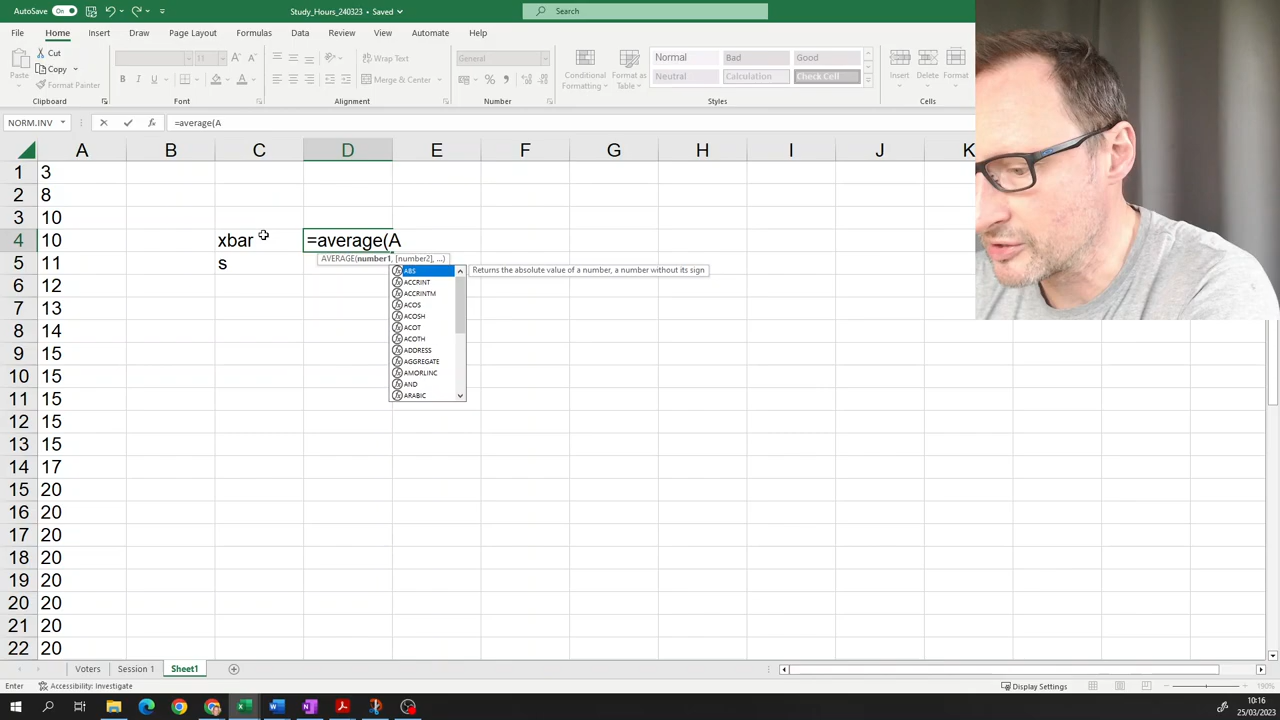 AutoSave On Study_Hours_240323 • Saved Search
File Home Insert Draw Page Layout Formulas Data Review View Automate Help
Paste Cut Copy Format Painter
B I U
A A
ab Wrap Text
Merge & Center
General
Conditional Formatting
Format as Table
Normal Bad Good
Neutral Calculation Check Cell
Insert Delete Format
Clipboard Font Alignment Number Styles Cells
NORM.INV fx =average(A
A B C D E F G H I J K
1 3
2 8
3 10
4 10 xbar =average(A
5 11 s AVERAGE(number1, [number2], ...)
ABS Returns the absolute value of a number, a number without its sign
ACCRINT
ACCRINTM
ACOS
ACOSH
ACOT
ACOTH
ADDRESS
AGGREGATE
AMORLINC
AND
ARABIC
6 12
7 13
8 14
9 15
10 15
11 15
12 15
13 15
14 17
15 20
16 20
17 20
18 20
19 20
20 20
21 20
22 20
Voters Session 1 Sheet1
Enter Accessibility: Investigate Display Settings 190%
10:16
25/03/2023